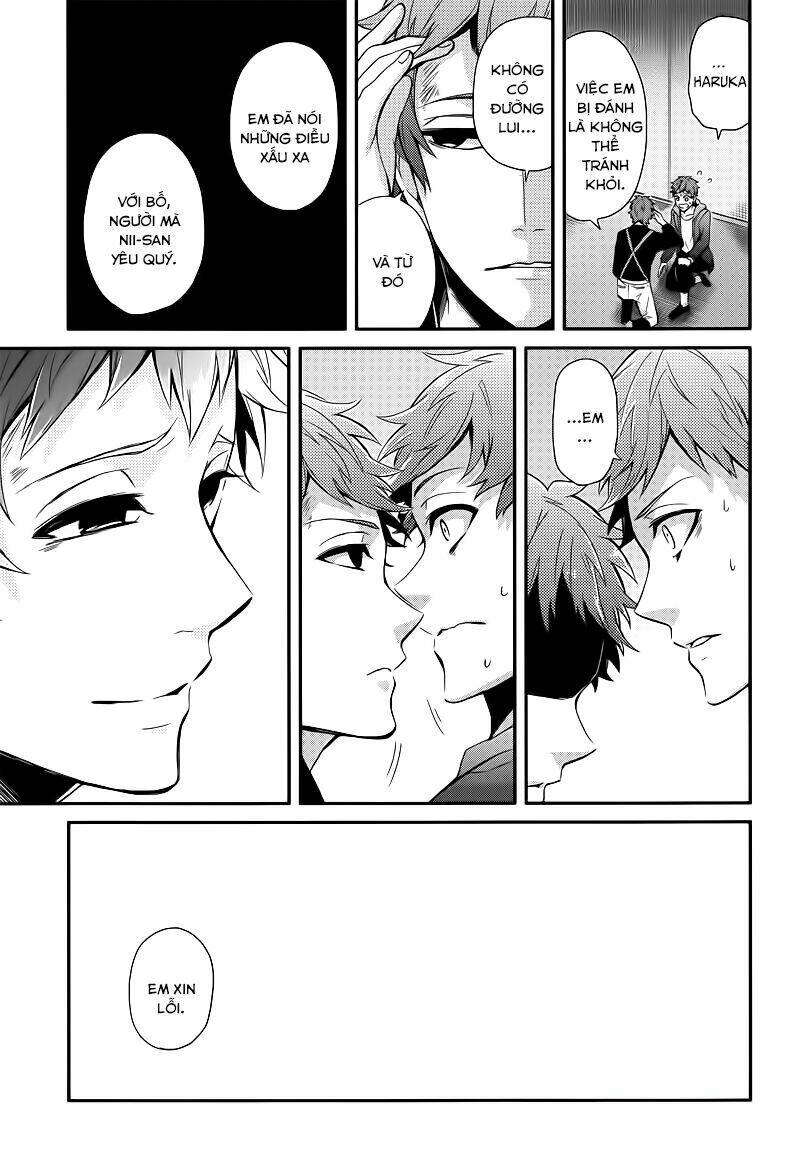 ...
HARUKA
VIỆC EM
BỊ ĐÁNH
LÀ KHÔNG
THỂ
TRÁNH
KHỎI.
KHÔNG
CÓ
ĐƯỜNG
LUI...
VÀ TỪ
ĐÓ
EM ĐÃ NÓI
NHỮNG ĐIỀU
XẤU XA
VỚI BỐ,
NGƯỜI MÀ
NII-SAN
YÊU QUÝ.
...EM
...
EM XIN
LỖI.